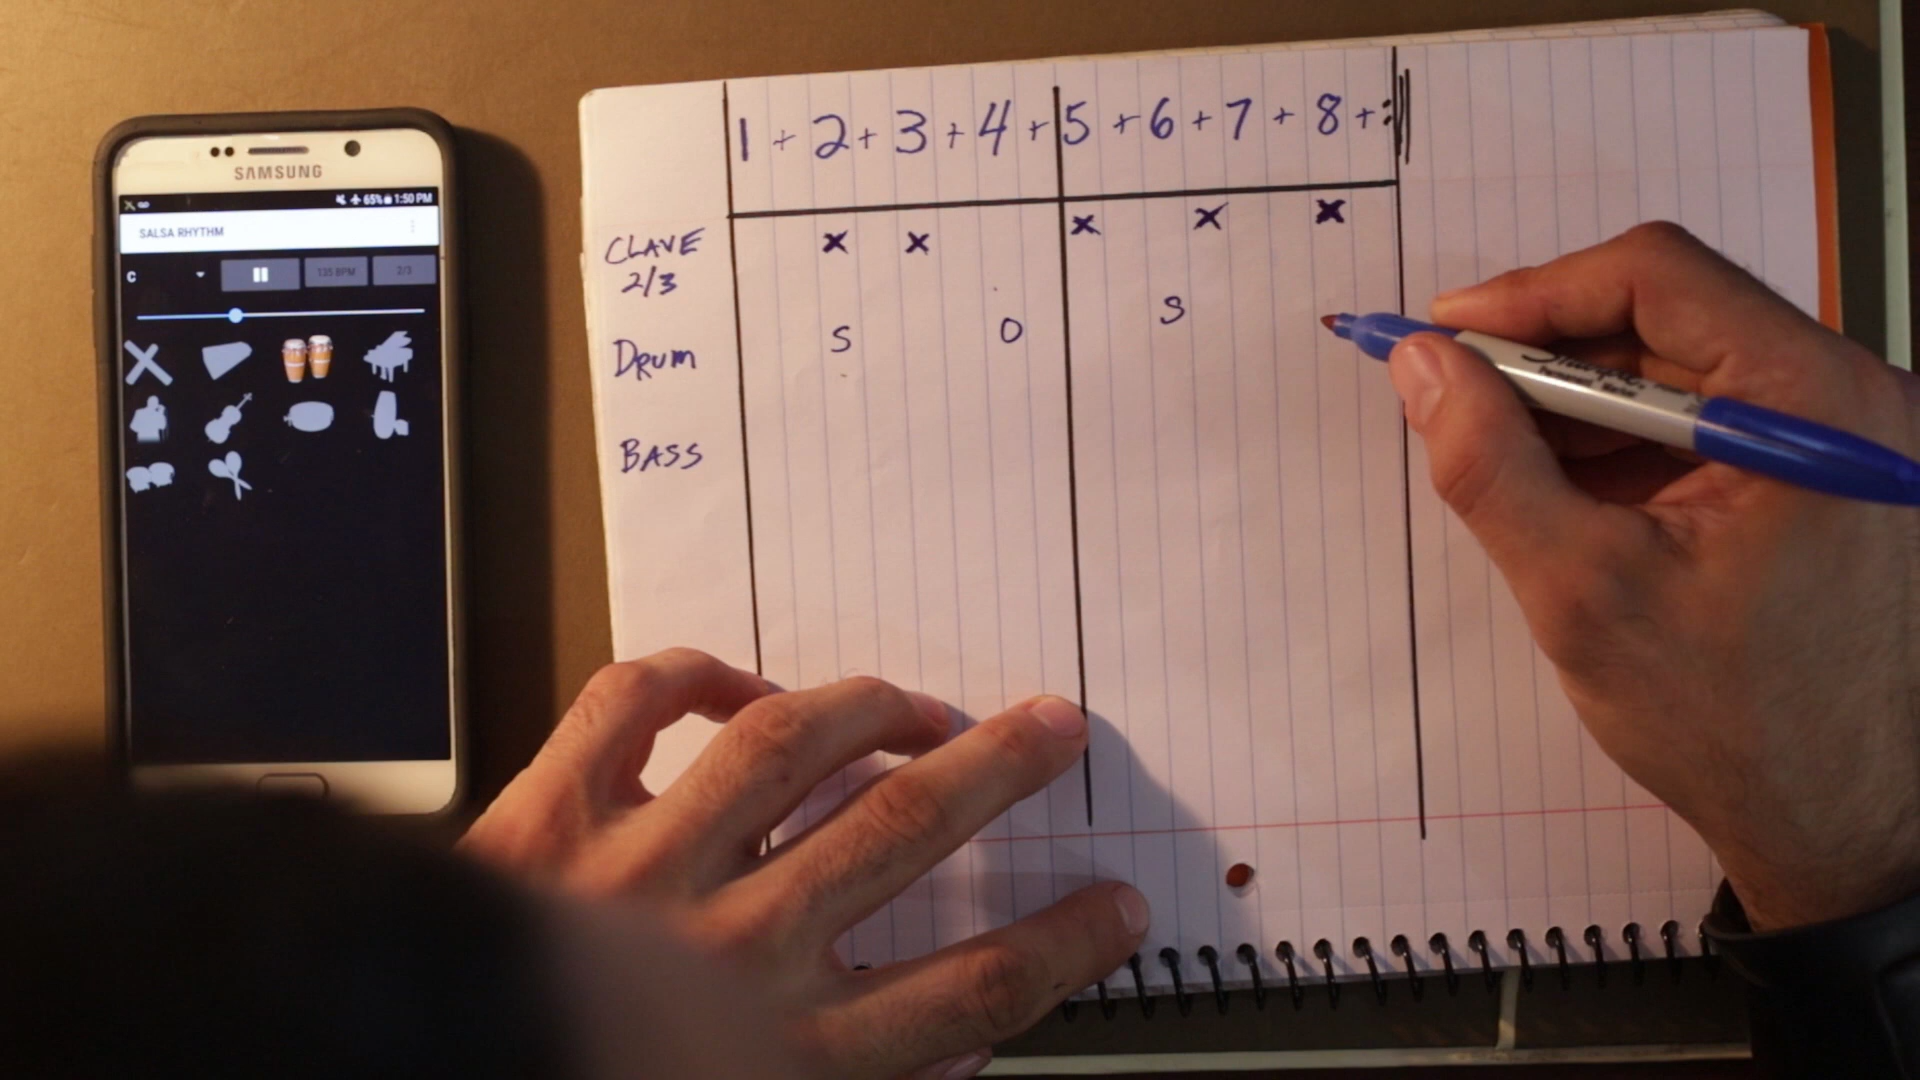 SAMSUNG
65% 1:50 PM
SALSA RHYTHM
C 135 BPM 2/3
1 + 2 + 3 + 4 + 5 + 6 + 7 + 8 + :||
CLAVE X X X X X
2/3
DRUM S O S
BASS
Sharpie